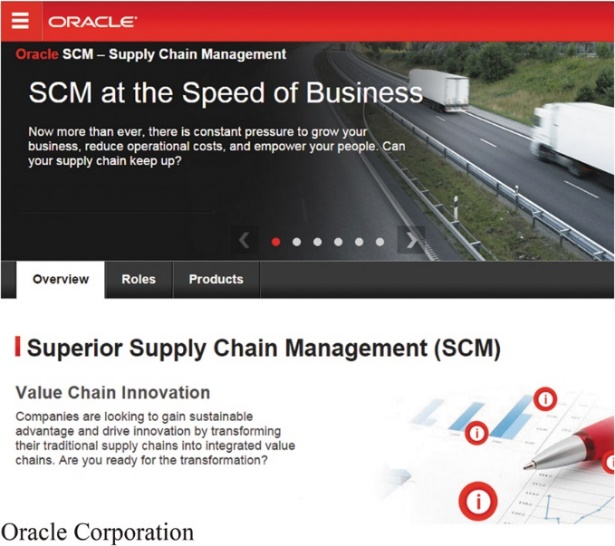 ORACLE
Oracle SCM – Supply Chain Management
SCM at the Speed of Business
Now more than ever, there is constant pressure to grow your
business, reduce operational costs, and empower your people. Can
your supply chain keep up?
Overview Roles Products
Superior Supply Chain Management (SCM)
Value Chain Innovation
Companies are looking to gain sustainable
advantage and drive innovation by transforming
their traditional supply chains into integrated value
chains. Are you ready for the transformation?
Oracle Corporation